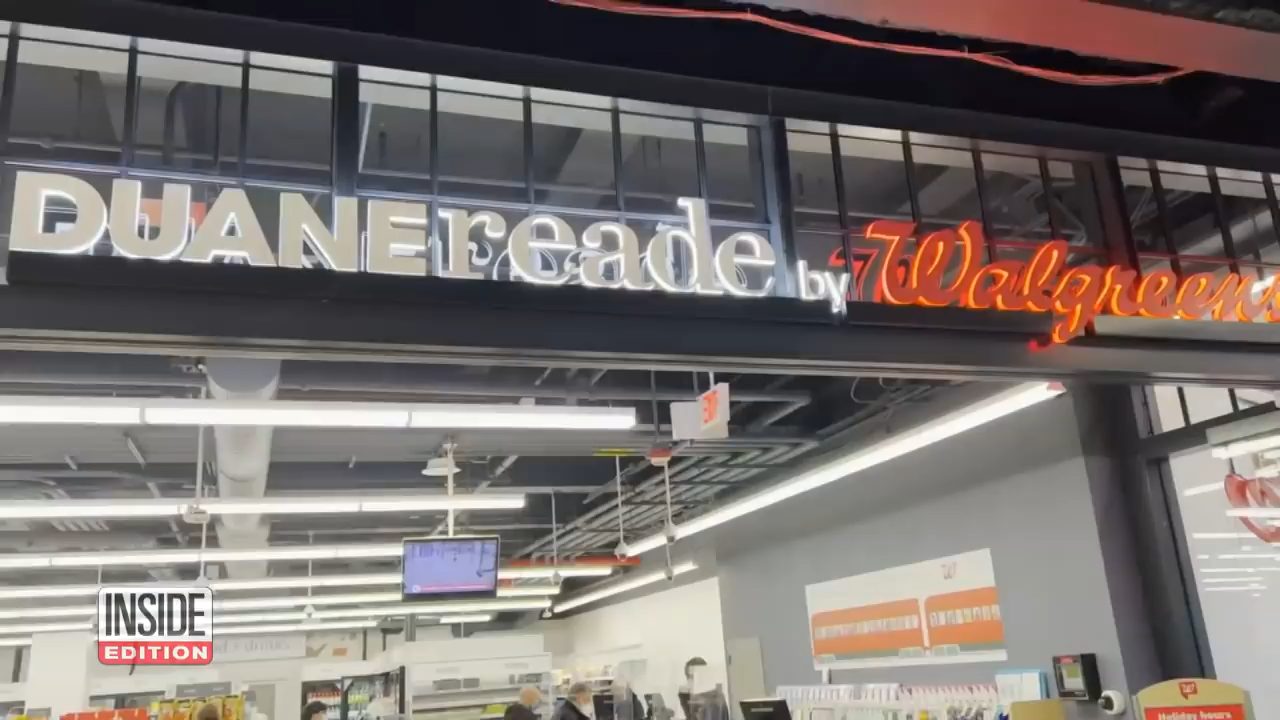 DUANEreade by Walgreens
EXIT
W
INSIDE
EDITION
Holiday hours